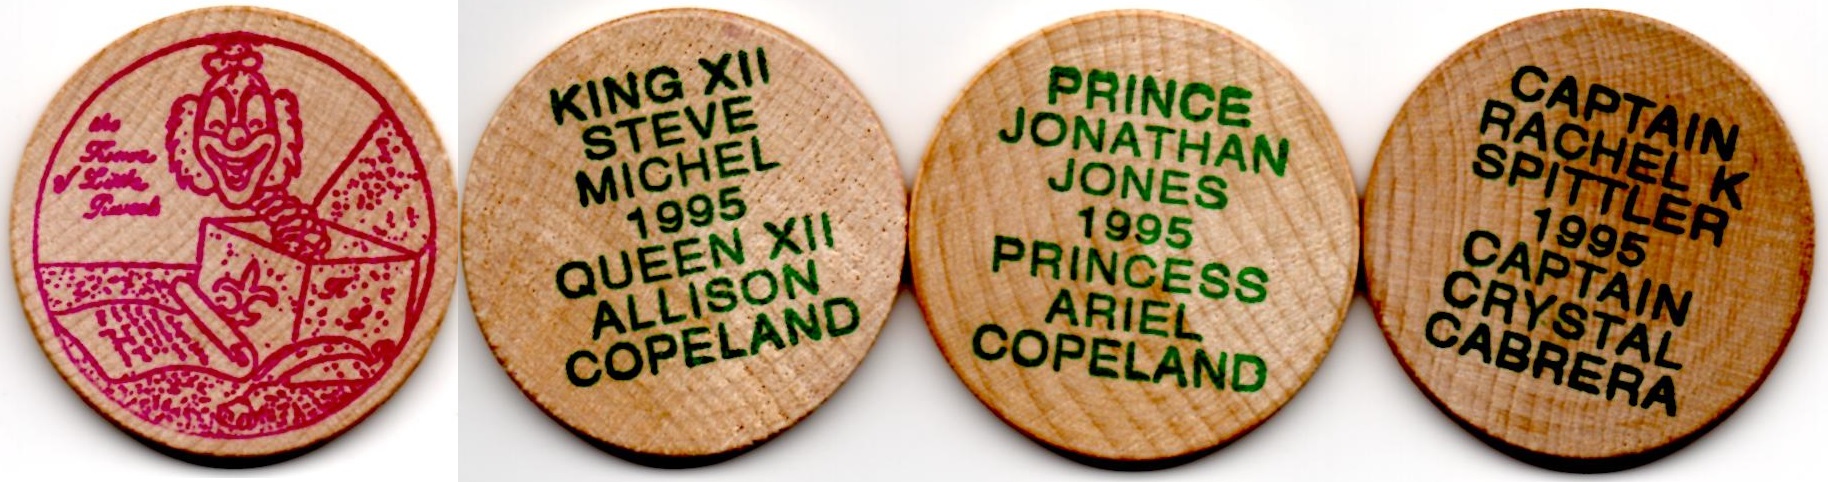 the
Krewe
of Little
Rascals
KING XII
STEVE
MICHEL
1995
QUEEN XII
ALLISON
COPELAND
PRINCE
JONATHAN
JONES
1995
PRINCESS
ARIEL
COPELAND
CAPTAIN
RACHEL K
SPITTLER
1995
CAPTAIN
CRYSTAL
CABRERA